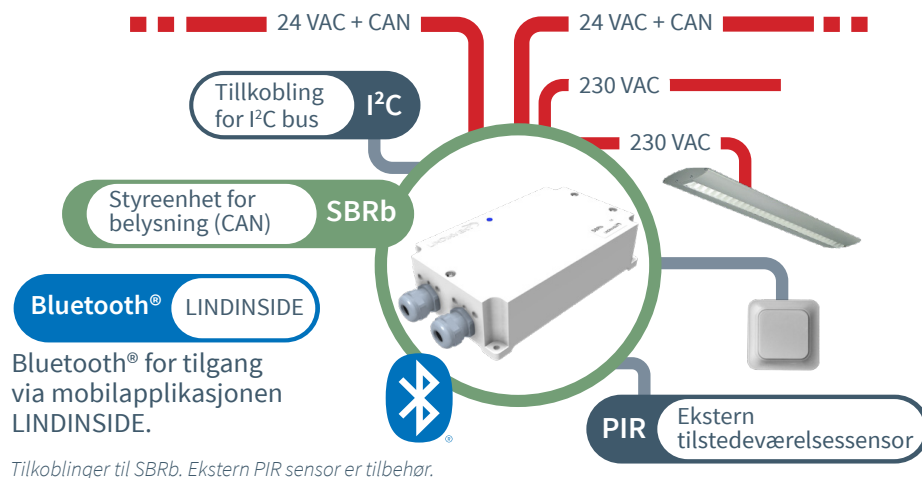 24 VAC + CAN
24 VAC + CAN
230 VAC
230 VAC
Tillkobling
for I²C bus
I²C
Styreenhet for
belysning (CAN)
SBRb
Bluetooth® LINDINSIDE
Bluetooth® for tilgang
via mobilapplikasjonen
LINDINSIDE.
®
PIR
Ekstern
tilstedeværelsessensor
Tilkoblinger til SBRb. Ekstern PIR sensor er tilbehør.